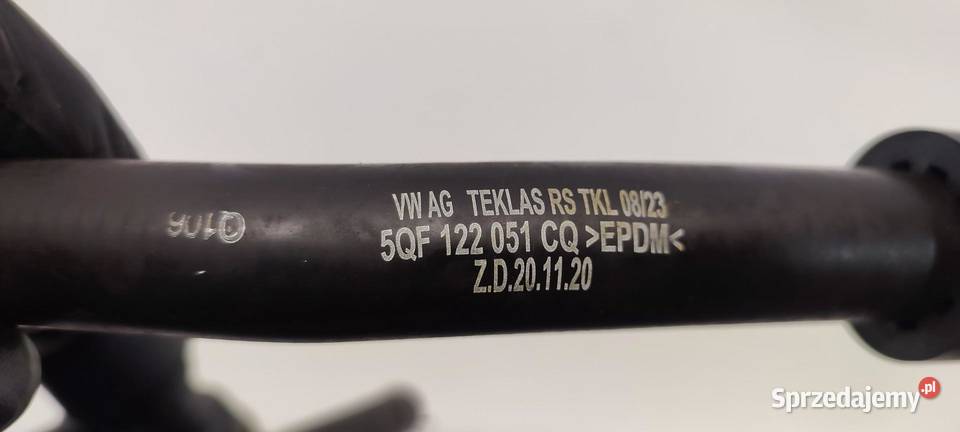 VW AG TEKLAS RS TKL 08/23
5QF 122 051 CQ >EPDM<
Z.D.20.11.20
Sprzedajemy.pl